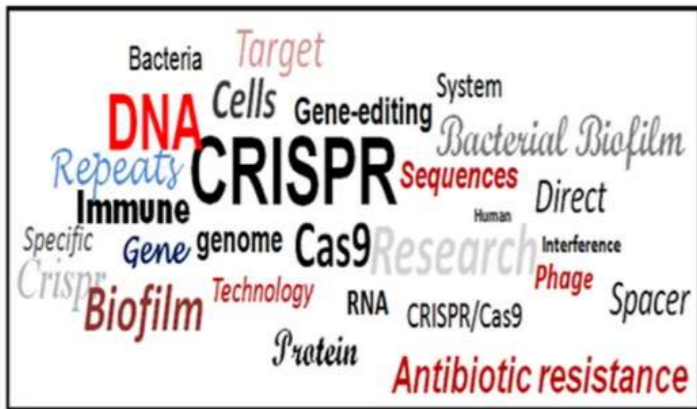 Target
Bacteria
System
Cells
Gene-editing
DNA
Bacterial Biofilm
CRISPR
Repeats
Sequences
Direct
Immune
Human
Specific
Gene
genome
Cas9
Research
Interference
Crispr
Phage
Biofilm
Technology
RNA
CRISPR/Cas9
Spacer
Protein
Antibiotic resistance